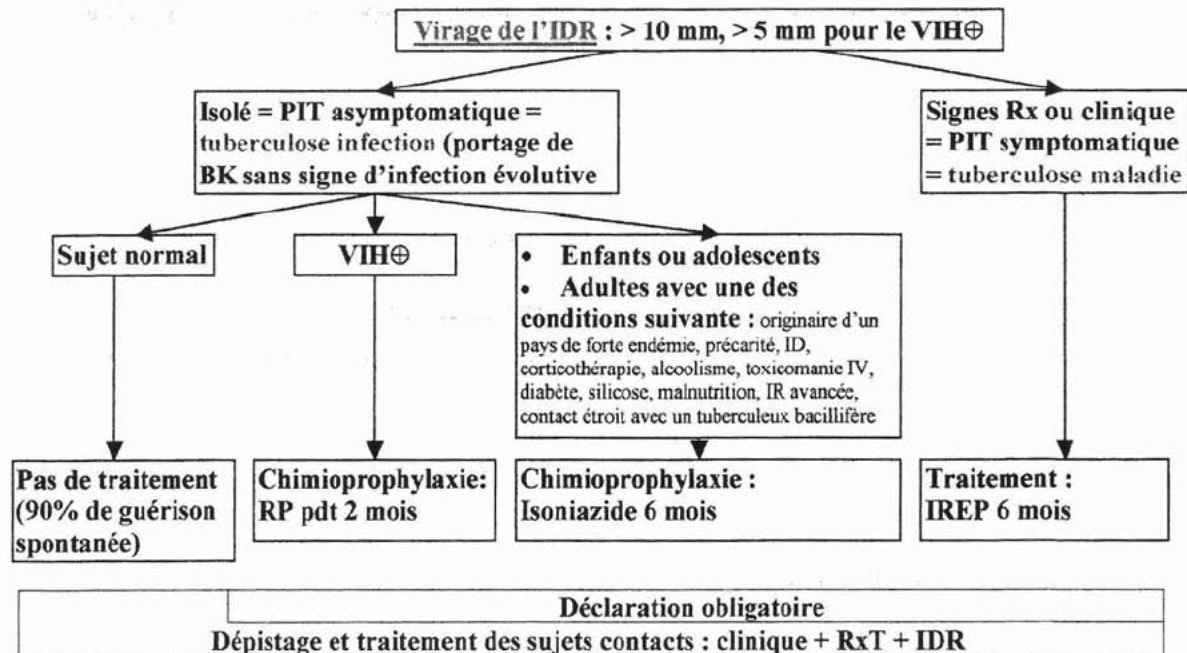 Virage de l'IDR : > 10 mm, > 5 mm pour le VIH⊕
Isolé = PIT asymptomatique =
tuberculose infection (portage de
BK sans signe d'infection évolutive
Signes Rx ou clinique
= PIT symptomatique
= tuberculose maladie
Sujet normal
VIH⊕
• Enfants ou adolescents
• Adultes avec une des
conditions suivante : originaire d'un
pays de forte endémie, précarité, ID,
corticothérapie, alcoolisme, toxicomanie IV,
diabète, silicose, malnutrition, IR avancée,
contact étroit avec un tuberculeux bacillifère
Pas de traitement
(90% de guérison
spontanée)
Chimioprophylaxie:
RP pdt 2 mois
Chimioprophylaxie :
Isoniazide 6 mois
Traitement :
IREP 6 mois
Déclaration obligatoire
Dépistage et traitement des sujets contacts : clinique + RxT + IDR